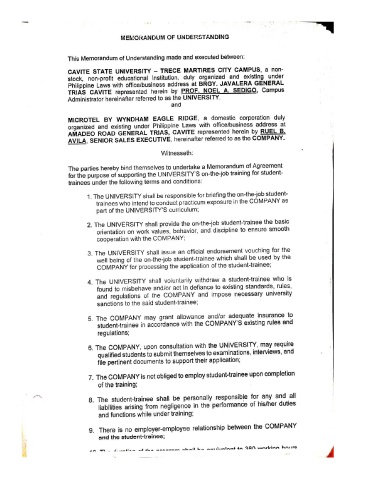 MEMORANDUM OF UNDERSTANDING
This Memorandum of Understanding made and executed between:
CAVITE STATE UNIVERSITY – TRECE MARTIRES CITY CAMPUS, a non-
stock, non-profit educational institution, duly organized and existing under
Philippine Laws with office/business address at BRGY. JAVALERA GENERAL
TRIAS CAVITE represented herein by PROF. NOEL A. SEDIGO, Campus
Administrator hereinafter referred to as the UNIVERSITY.
and
MICROTEL BY WYNDHAM EAGLE RIDGE, a domestic corporation duly
organized and existing under Philippine Laws with office/business address at
AMADEO ROAD GENERAL TRIAS, CAVITE represented herein by RUEL B.
AVILA, SENIOR SALES EXECUTIVE, hereinafter referred to as the COMPANY.
Witnesseth:
The parties hereby bind themselves to undertake a Memorandum of Agreement
for the purpose of supporting the UNIVERSITY'S on-the-job training for student-
trainees under the following terms and conditions:
1. The UNIVERSITY shall be responsible for briefing the on-the-job student-
trainees who intend to conduct practicum exposure in the COMPANY as
part of the UNIVERSITY'S curriculum;
2. The UNIVERSITY shall provide the on-the-job student-trainee the basic
orientation on work values, behavior, and discipline to ensure smooth
cooperation with the COMPANY;
3. The UNIVERSITY shall issue an official endorsement vouching for the
well being of the on-the-job student-trainee which shall be used by the
COMPANY for processing the application of the student-trainee;
4. The UNIVERSITY shall voluntarily withdraw a student-trainee who is
found to misbehave and/or act in defiance to existing standards, rules,
and regulations of the COMPANY and impose necessary university
sanctions to the said student-trainee;
5. The COMPANY may grant allowance and/or adequate insurance to
student-trainee in accordance with the COMPANY'S existing rules and
regulations;
6. The COMPANY, upon consultation with the UNIVERSITY, may require
qualified students to submit themselves to examinations, interviews, and
file pertinent documents to support their application;
7. The COMPANY is not obliged to employ student-trainee upon completion
of the training;
8. The student-trainee shall be personally responsible for any and all
liabilities arising from negligence in the performance of his/her duties
and functions while under training;
9. There is no employer-employee relationship between the COMPANY
and the student-trainee;